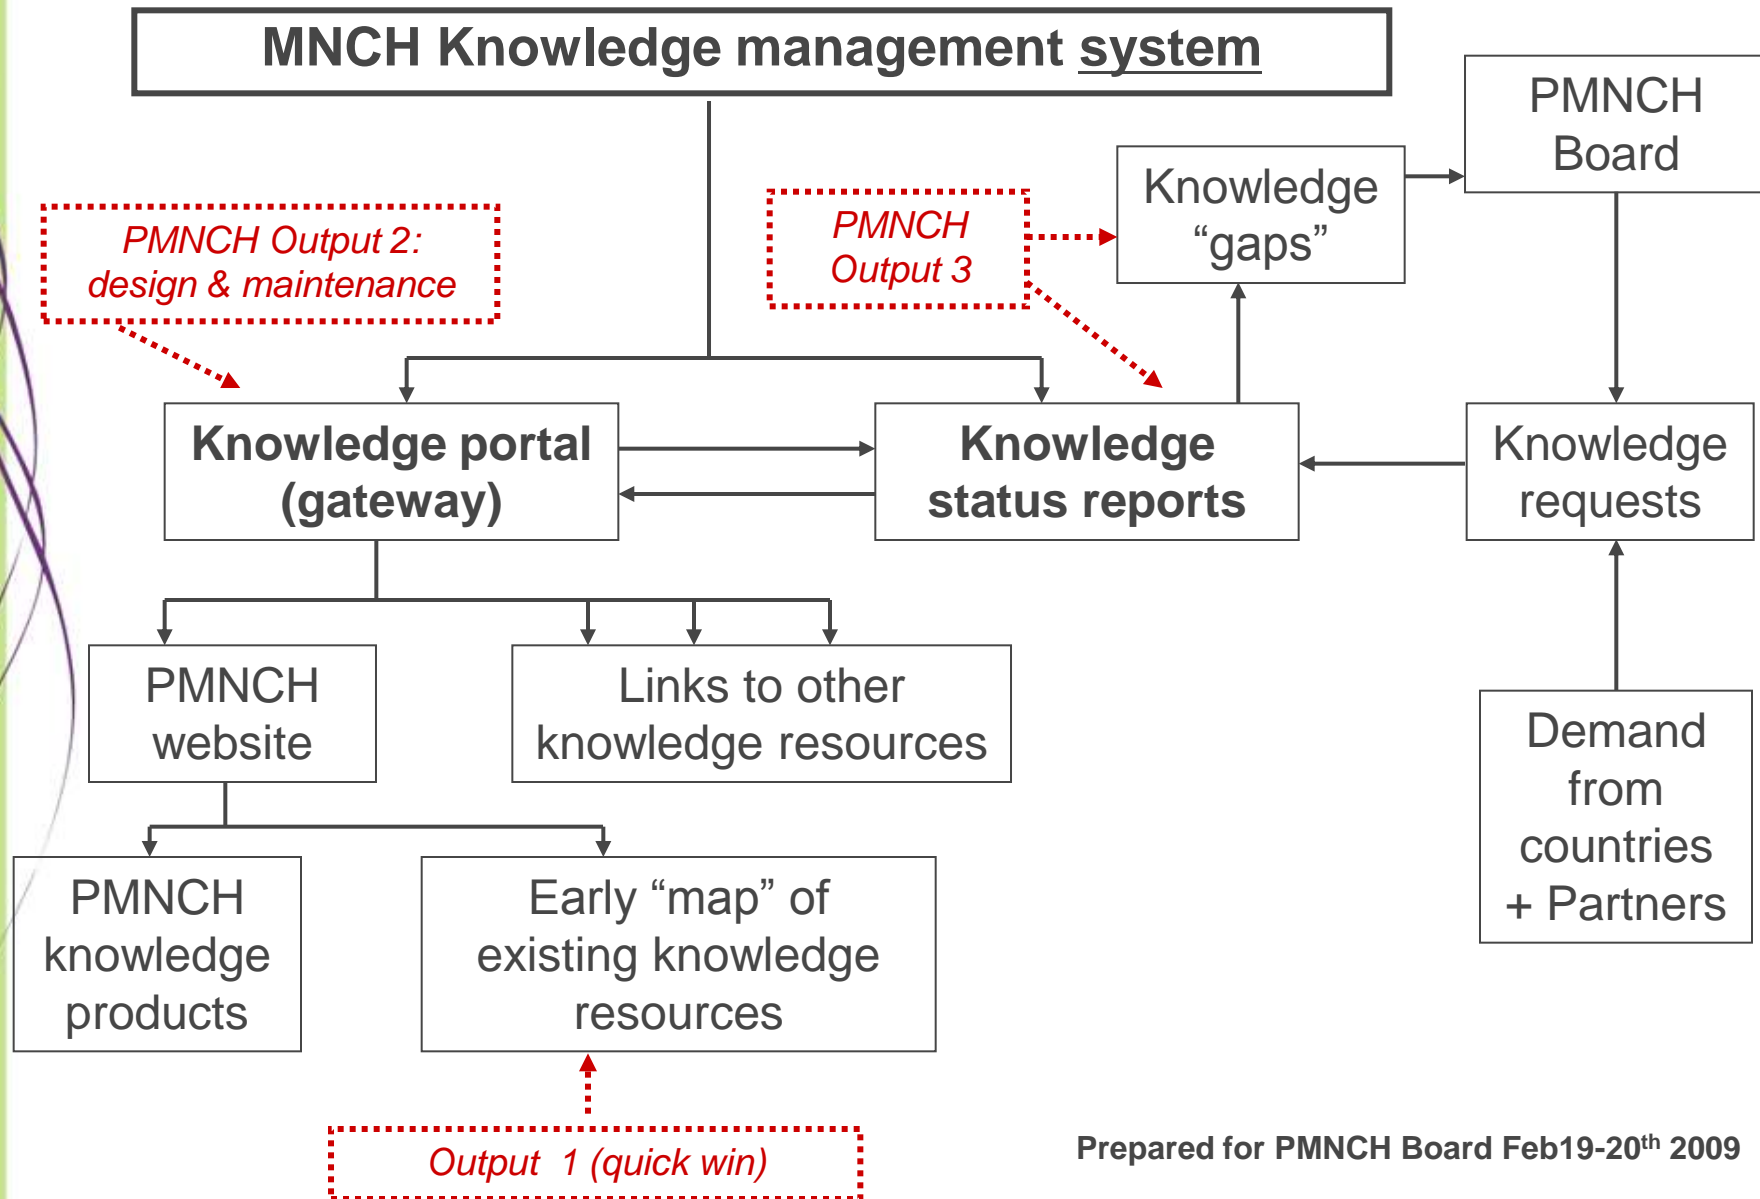 MNCH Knowledge management system
PMNCH
Board
Knowledge
“gaps”
PMNCH Output 2:
design & maintenance
PMNCH
Output 3
Knowledge portal
(gateway)
Knowledge
status reports
Knowledge
requests
PMNCH
website
Links to other
knowledge resources
Demand
from
countries
+ Partners
PMNCH
knowledge
products
Early “map” of
existing knowledge
resources
Output 1 (quick win)
Prepared for PMNCH Board Feb19-20th 2009